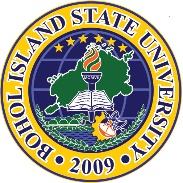 BOHOL ISLAND STATE UNIVERSITY
• 2009 •